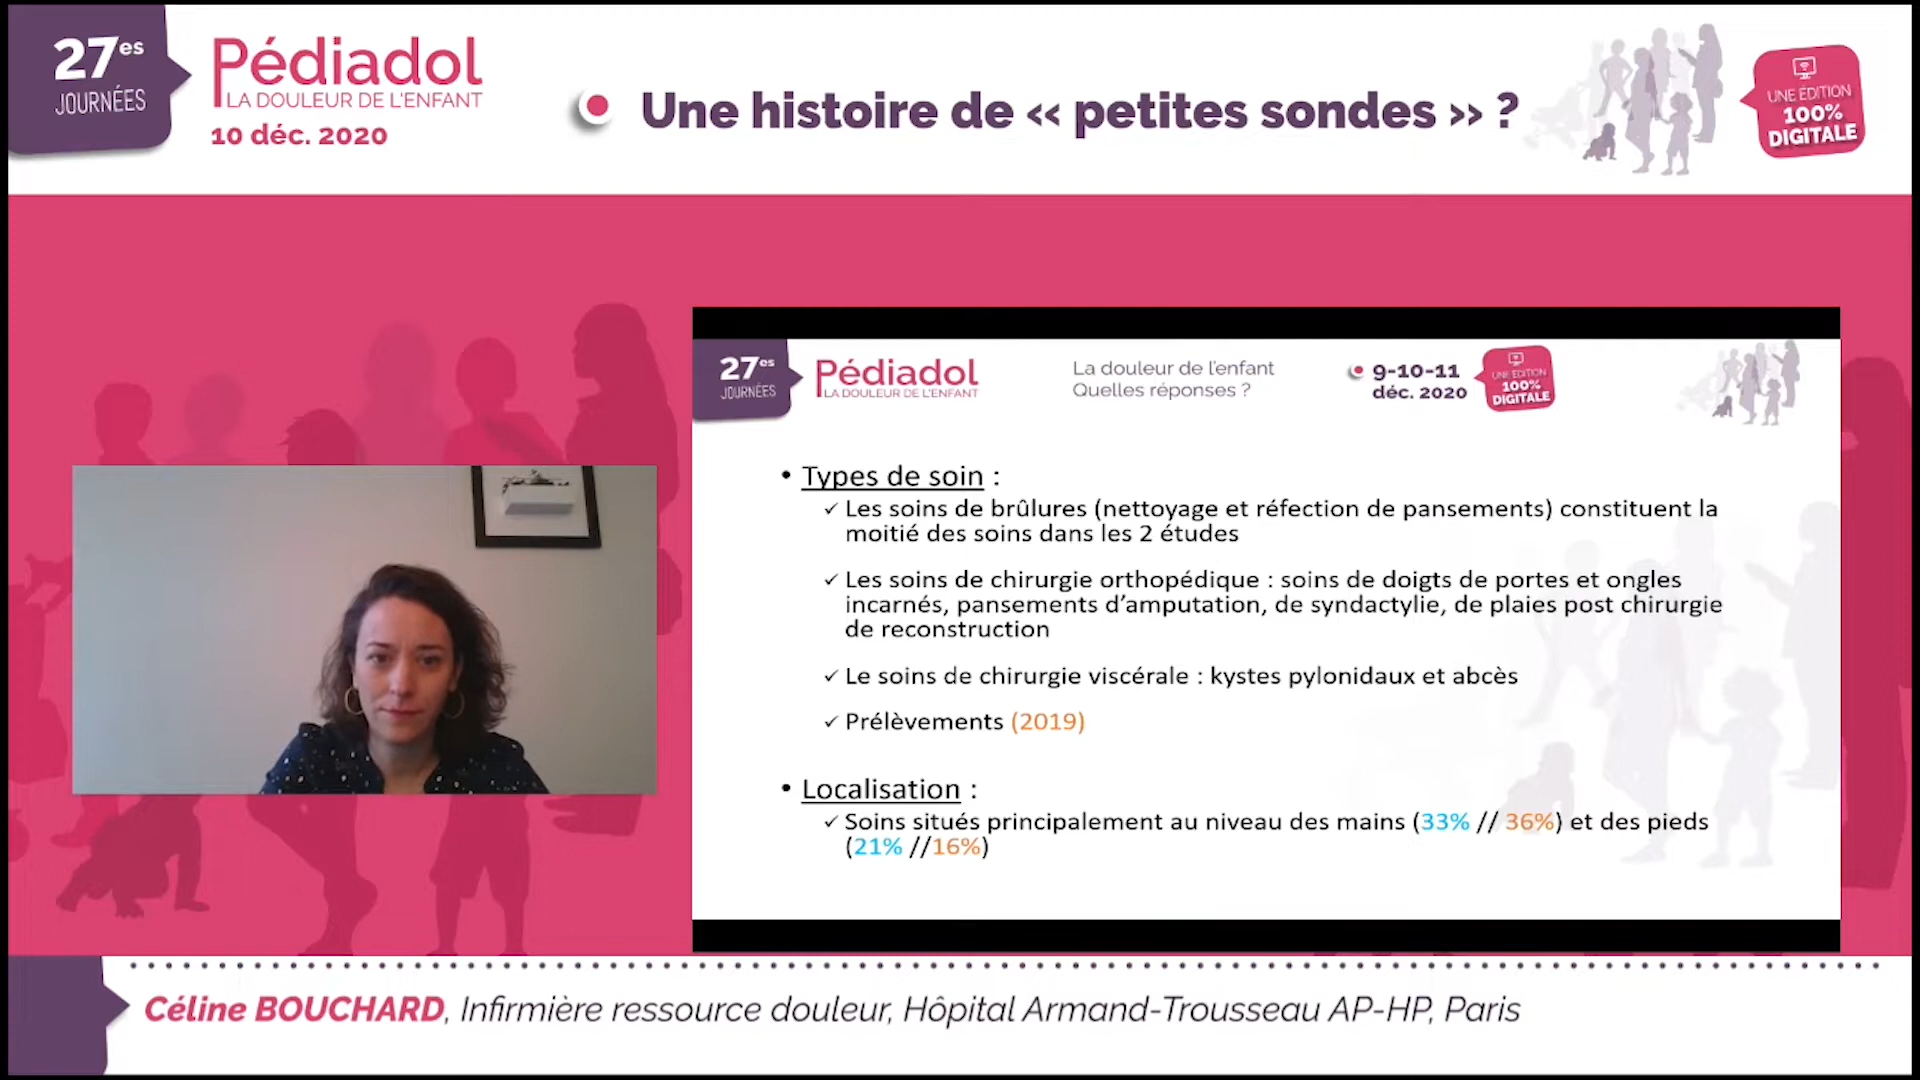 27es
JOURNÉES
Pédiadol
LA DOULEUR DE L'ENFANT
10 déc. 2020
Une histoire de « petites sondes » ?
UNE ÉDITION
100%
DIGITALE
27es
JOURNÉES
Pédiadol
LA DOULEUR DE L'ENFANT
La douleur de l'enfant
Quelles réponses ?
9-10-11
déc. 2020
UNE ÉDITION
100%
DIGITALE
• Types de soin :
✓ Les soins de brûlures (nettoyage et réfection de pansements) constituent la
moitié des soins dans les 2 études
✓ Les soins de chirurgie orthopédique : soins de doigts de portes et ongles
incarnés, pansements d’amputation, de syndactylie, de plaies post chirurgie
de reconstruction
✓ Le soins de chirurgie viscérale : kystes pylonidaux et abcès
✓ Prélèvements (2019)
• Localisation :
✓ Soins situés principalement au niveau des mains (33% // 36%) et des pieds
(21% //16%)
Céline BOUCHARD, Infirmière ressource douleur, Hôpital Armand-Trousseau AP-HP, Paris